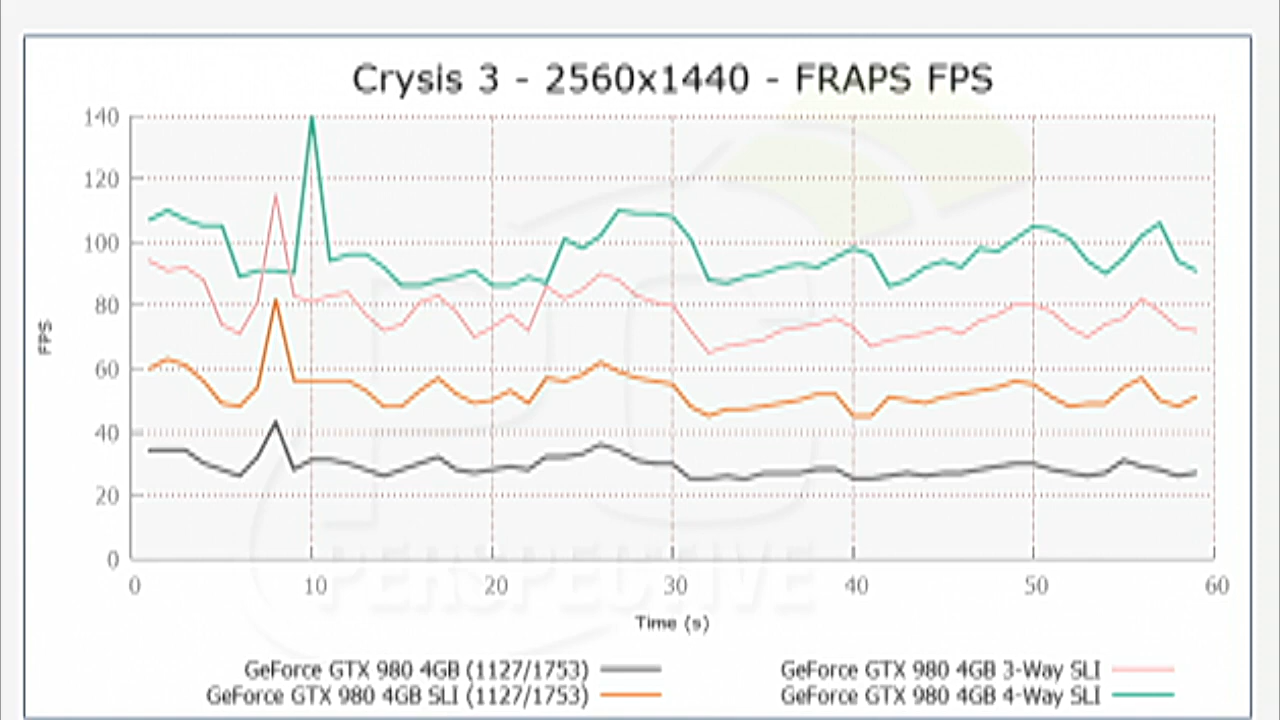 Crysis 3 - 2560x1440 - FRAPS FPS
140
120
100
80
60
40
20
0
FPS
0 10 20 30 40 50 60
Time (s)
PC
PERSPECTIVE
GeForce GTX 980 4GB (1127/1753)
GeForce GTX 980 4GB SLI (1127/1753)
GeForce GTX 980 4GB 3-Way SLI
GeForce GTX 980 4GB 4-Way SLI